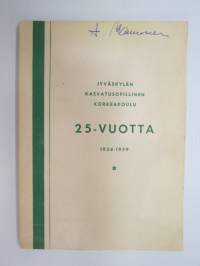 JYVÄSKYLÄN
KASVATUSOPILLINEN
KORKEAKOULU
25-VUOTTA
1934-1959